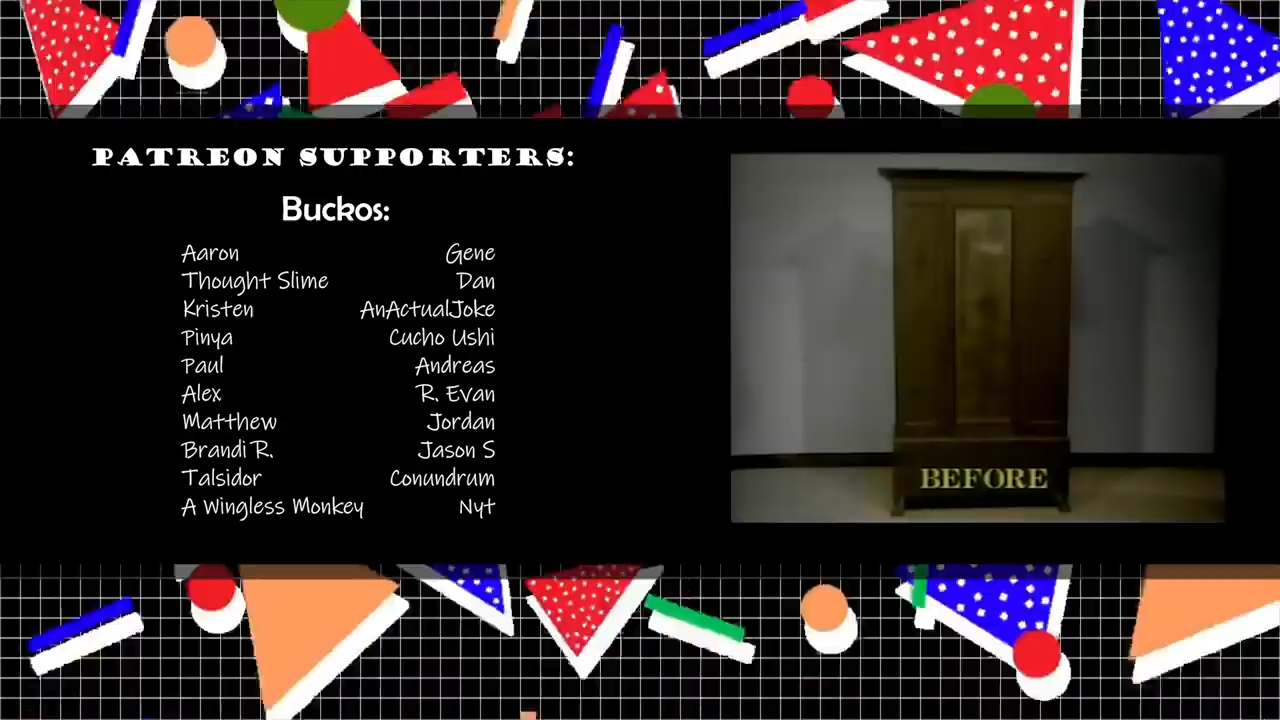 PATREON SUPPORTERS:
Buckos:
Aaron Gene
Thought Slime Dan
Kristen AnActualJoke
Pinya Cucho Ushi
Paul Andreas
Alex R. Evan
Matthew Jordan
Brandi R. Jason S
Talsidor Conundrum
A Wingless Monkey Nyt
BEFORE